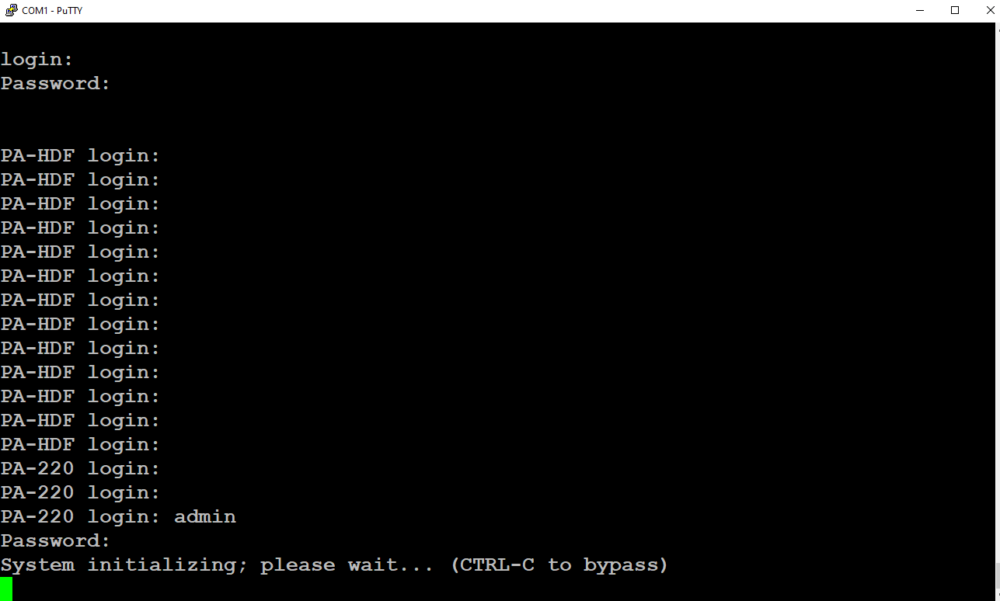 COM1 - PuTTY
login:
Password:
PA-HDF login:
PA-HDF login:
PA-HDF login:
PA-HDF login:
PA-HDF login:
PA-HDF login:
PA-HDF login:
PA-HDF login:
PA-HDF login:
PA-HDF login:
PA-HDF login:
PA-HDF login:
PA-HDF login:
PA-220 login:
PA-220 login:
PA-220 login: admin
Password:
System initializing; please wait... (CTRL-C to bypass)